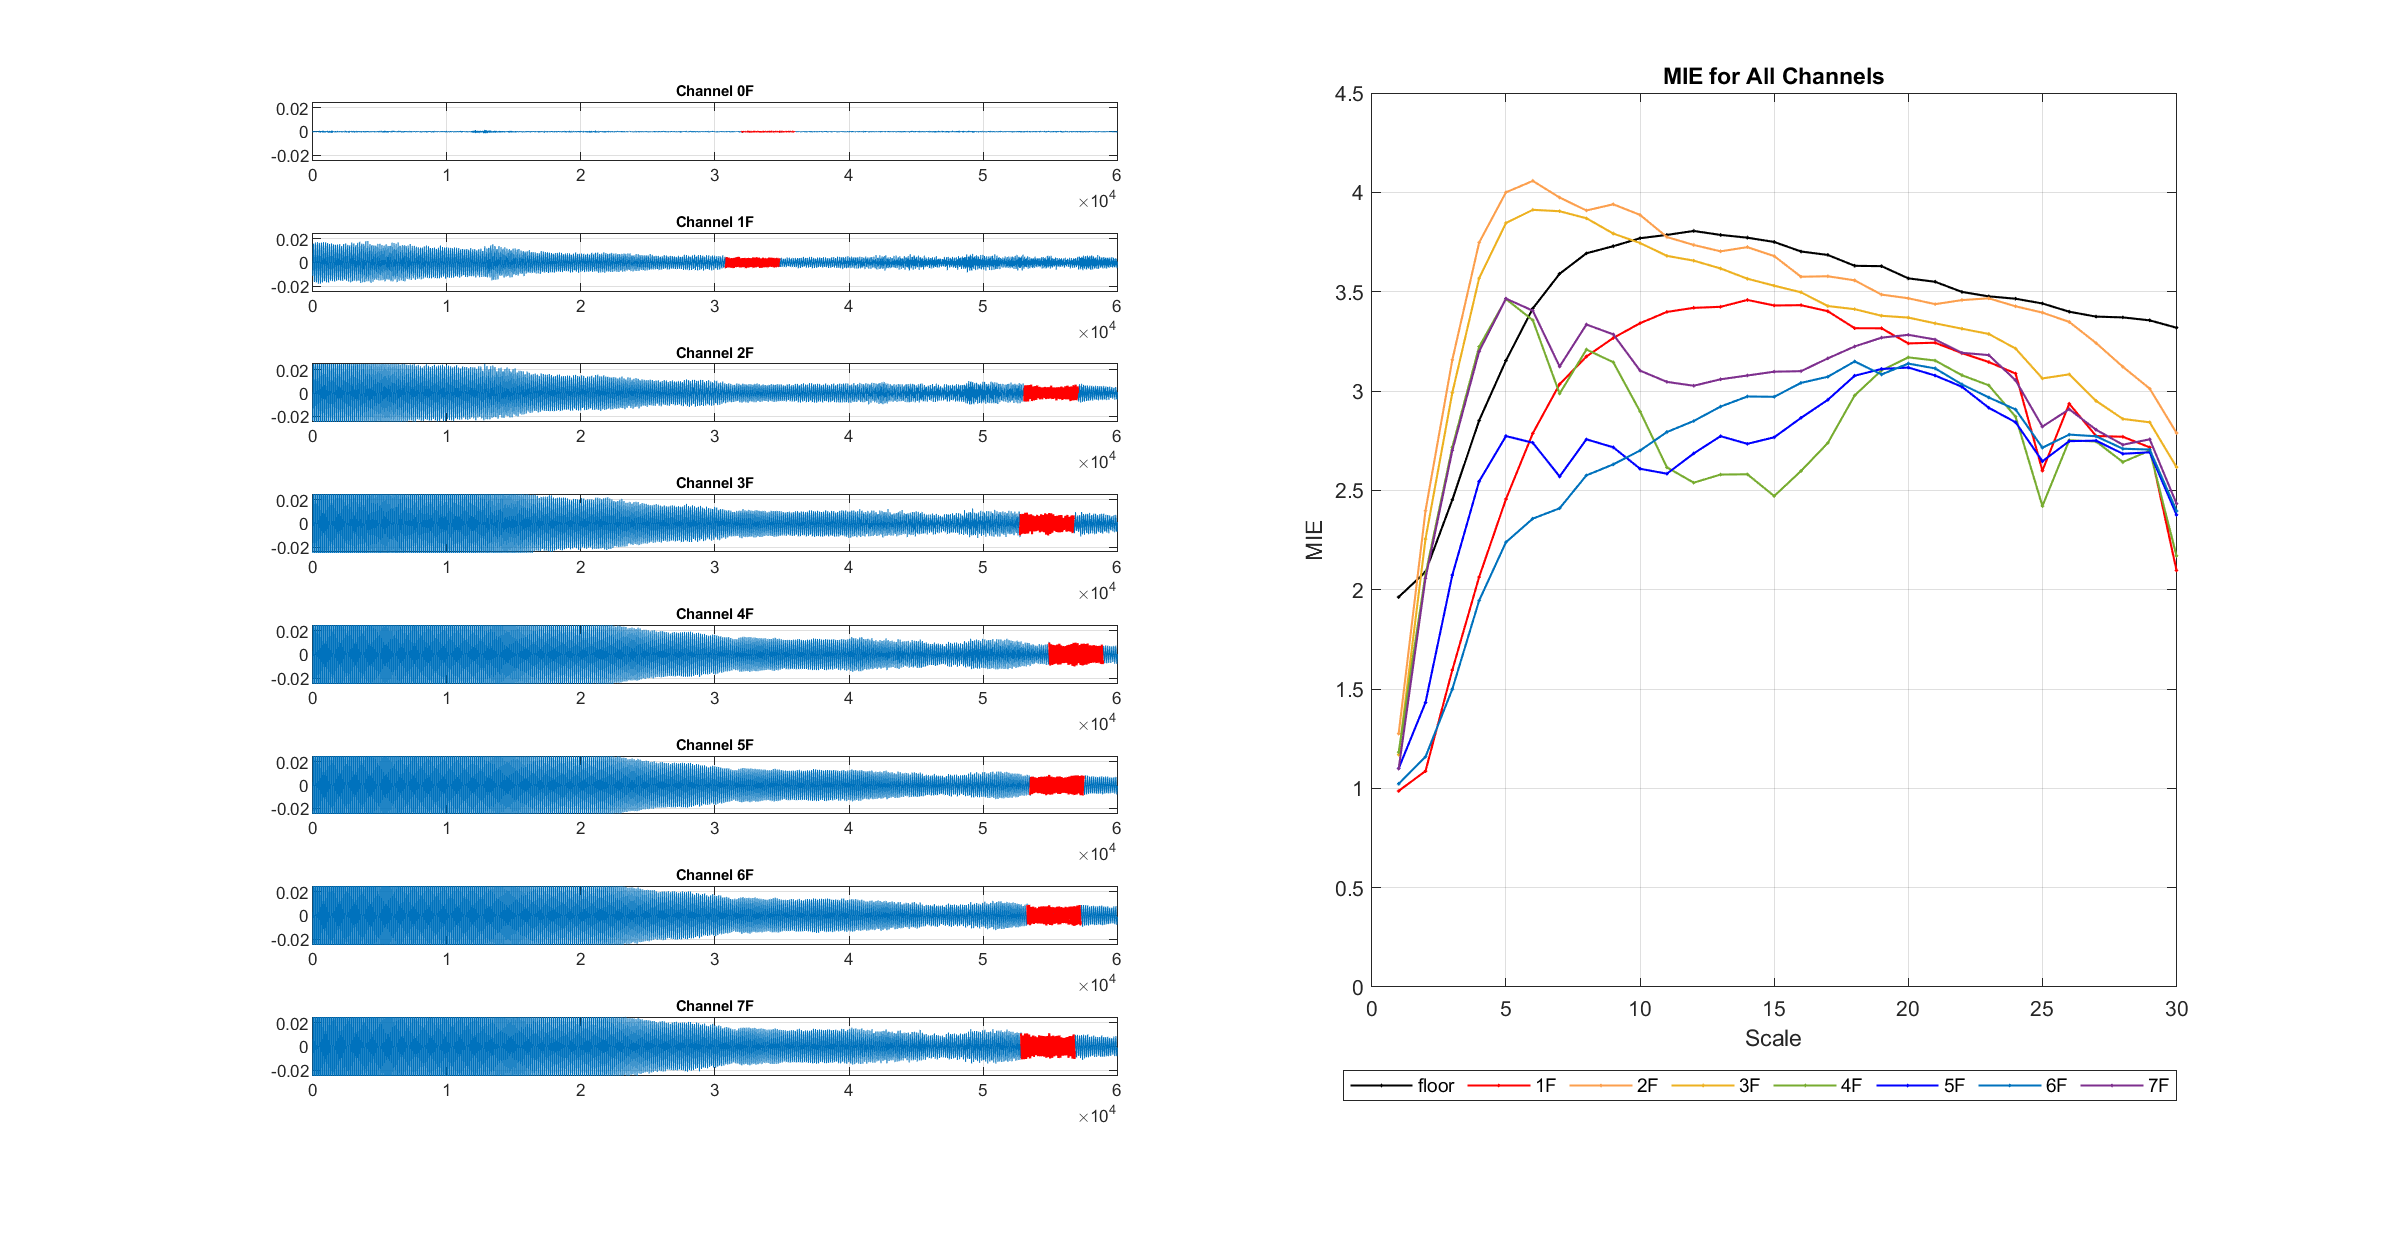 Channel 0F
0.02
0
-0.02
0 1 2 3 4 5 6
×10^4
Channel 1F
0.02
0
-0.02
0 1 2 3 4 5 6
×10^4
Channel 2F
0.02
0
-0.02
0 1 2 3 4 5 6
×10^4
Channel 3F
0.02
0
-0.02
0 1 2 3 4 5 6
×10^4
Channel 4F
0.02
0
-0.02
0 1 2 3 4 5 6
×10^4
Channel 5F
0.02
0
-0.02
0 1 2 3 4 5 6
×10^4
Channel 6F
0.02
0
-0.02
0 1 2 3 4 5 6
×10^4
Channel 7F
0.02
0
-0.02
0 1 2 3 4 5 6
×10^4
MIE for All Channels
4.5
4
3.5
3
2.5
2
1.5
1
0.5
0
MIE
0 5 10 15 20 25 30
Scale
floor 1F 2F 3F 4F 5F 6F 7F